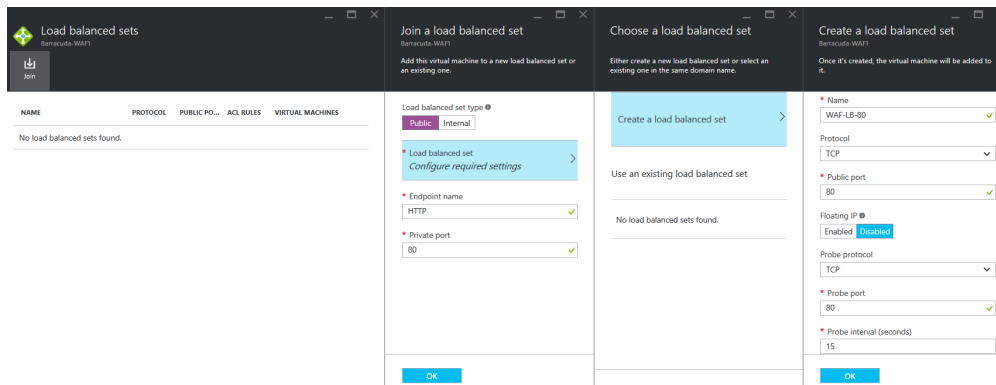 Load balanced sets
Barracuda-WAF1
Join
NAME PROTOCOL PUBLIC PO... ACL RULES VIRTUAL MACHINES
No load balanced sets found.
Join a load balanced set
Barracuda-WAF1
Add this virtual machine to a new load balanced set or
an existing one.
Load balanced set type
Public Internal
* Load balanced set
Configure required settings
* Endpoint name
HTTP
* Private port
80
OK
Choose a load balanced set
Either create a new load balanced set or select an
existing one in the same domain name.
Create a load balanced set
Use an existing load balanced set
No load balanced sets found.
Create a load balanced set
Barracuda-WAF1
Once it's created, the virtual machine will be added to
it.
* Name
WAF-LB-80
Protocol
TCP
* Public port
80
Floating IP
Enabled Disabled
Probe protocol
TCP
* Probe port
80
* Probe interval (seconds)
15
OK